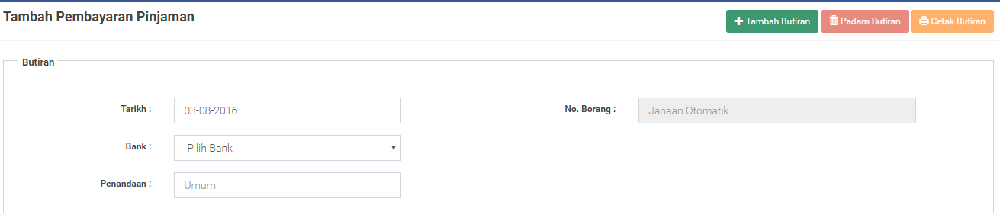 Tambah Pembayaran Pinjaman
Tambah Butiran
Padam Butiran
Cetak Butiran
Butiran
Tarikh :
03-08-2016
No. Borang :
Janaan Otomatik
Bank :
Pilih Bank
Penandaan :
Umum